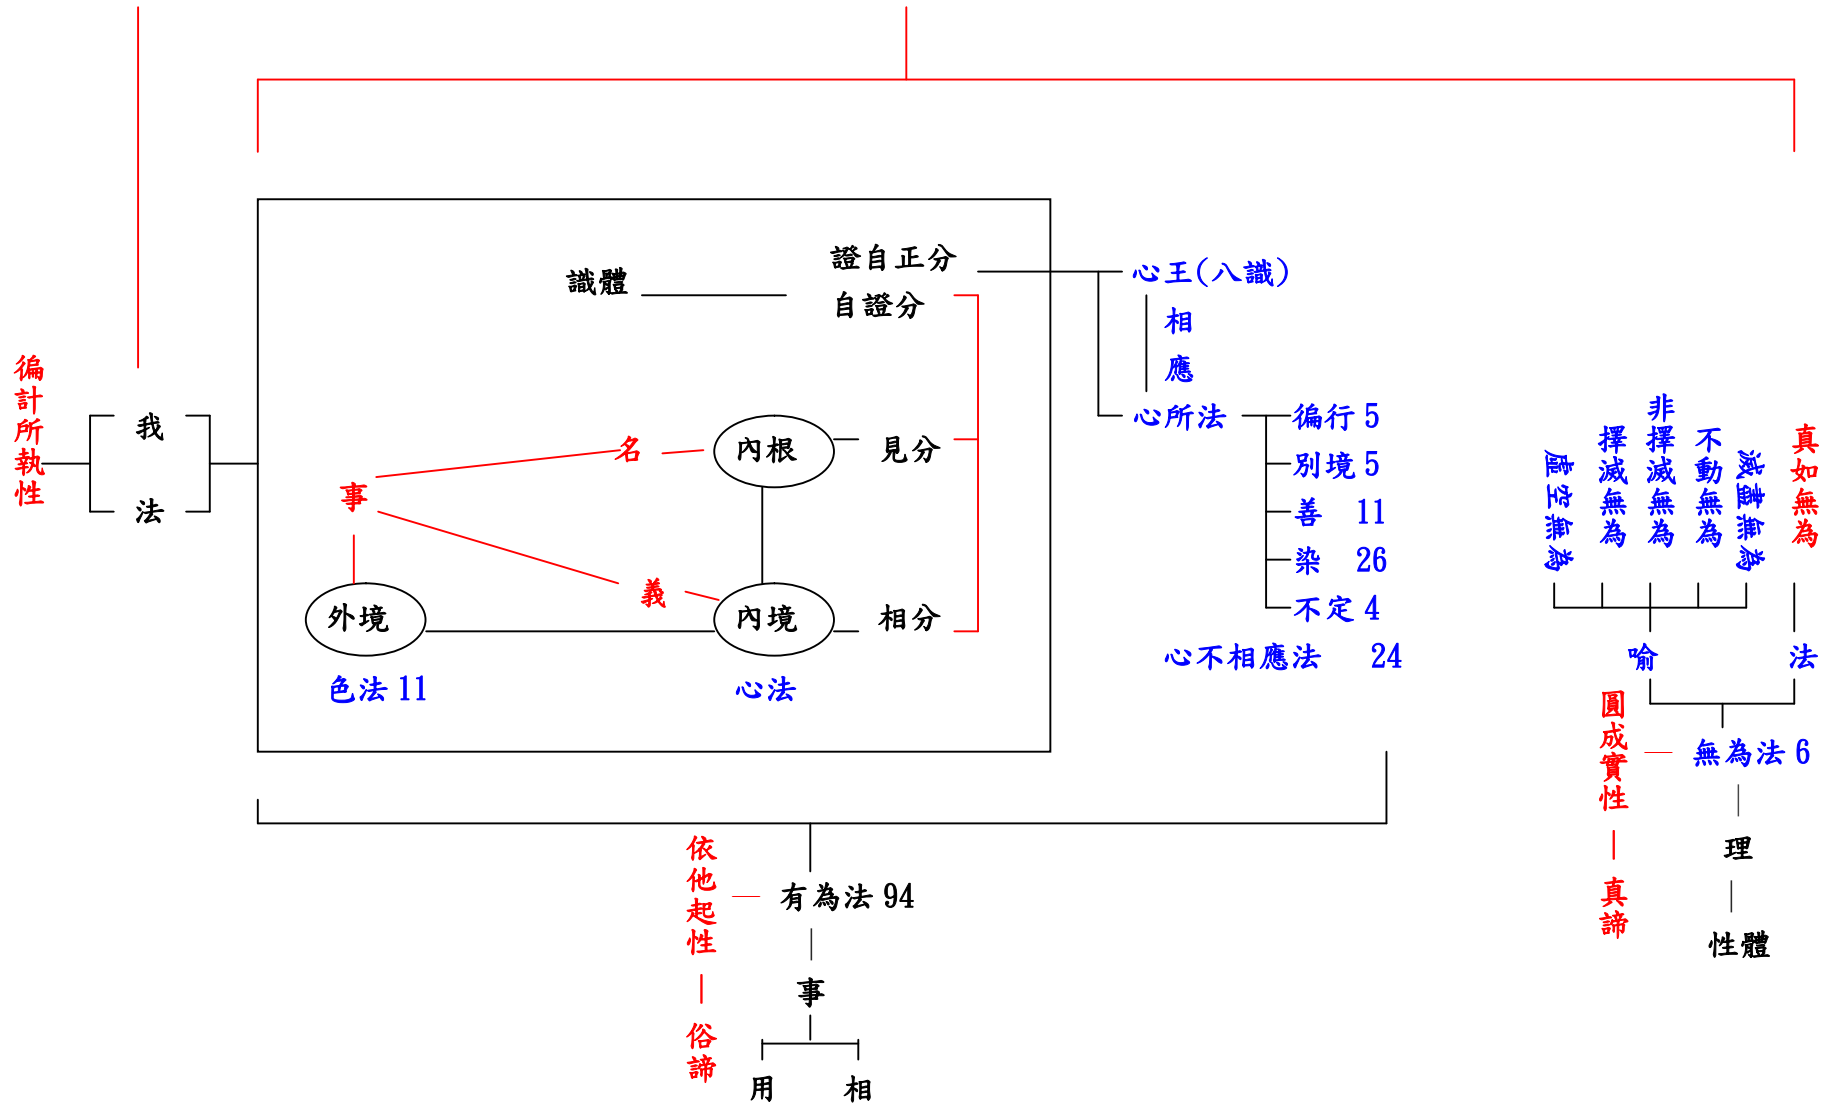 徧計所執性
我
法
識體
證自正分
自證分
名
內根
見分
事
義
外境
內境
相分
色法 11
心法
心王(八識)
相
應
心所法
徧行 5
別境 5
善 11
染 26
不定 4
心不相應法 24
虛空無為
擇滅無為
非擇滅無為
不動無為
滅盡無為
真如無為
喻
法
圓成實性
真諦
無為法 6
理
性體
依他起性
俗諦
有為法 94
事
用
相